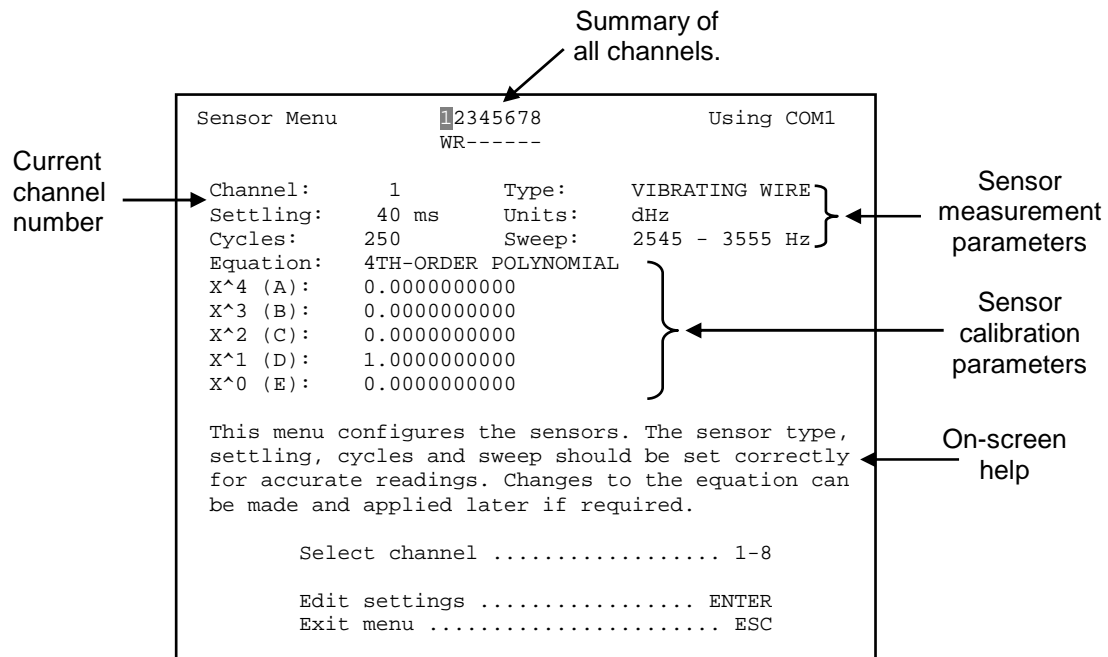 Summary of
all channels.
Sensor Menu 12345678 Using COM1
WR------
Current
channel
number
Channel: 1 Type: VIBRATING WIRE
Settling: 40 ms Units: dHz
Cycles: 250 Sweep: 2545 - 3555 Hz
Sensor
measurement
parameters
Equation: 4TH-ORDER POLYNOMIAL
X^4 (A): 0.0000000000
X^3 (B): 0.0000000000
X^2 (C): 0.0000000000
X^1 (D): 1.0000000000
X^0 (E): 0.0000000000
Sensor
calibration
parameters
This menu configures the sensors. The sensor type,
settling, cycles and sweep should be set correctly
for accurate readings. Changes to the equation can
be made and applied later if required.
On-screen
help
Select channel .................. 1-8
Edit settings ................. ENTER
Exit menu ....................... ESC